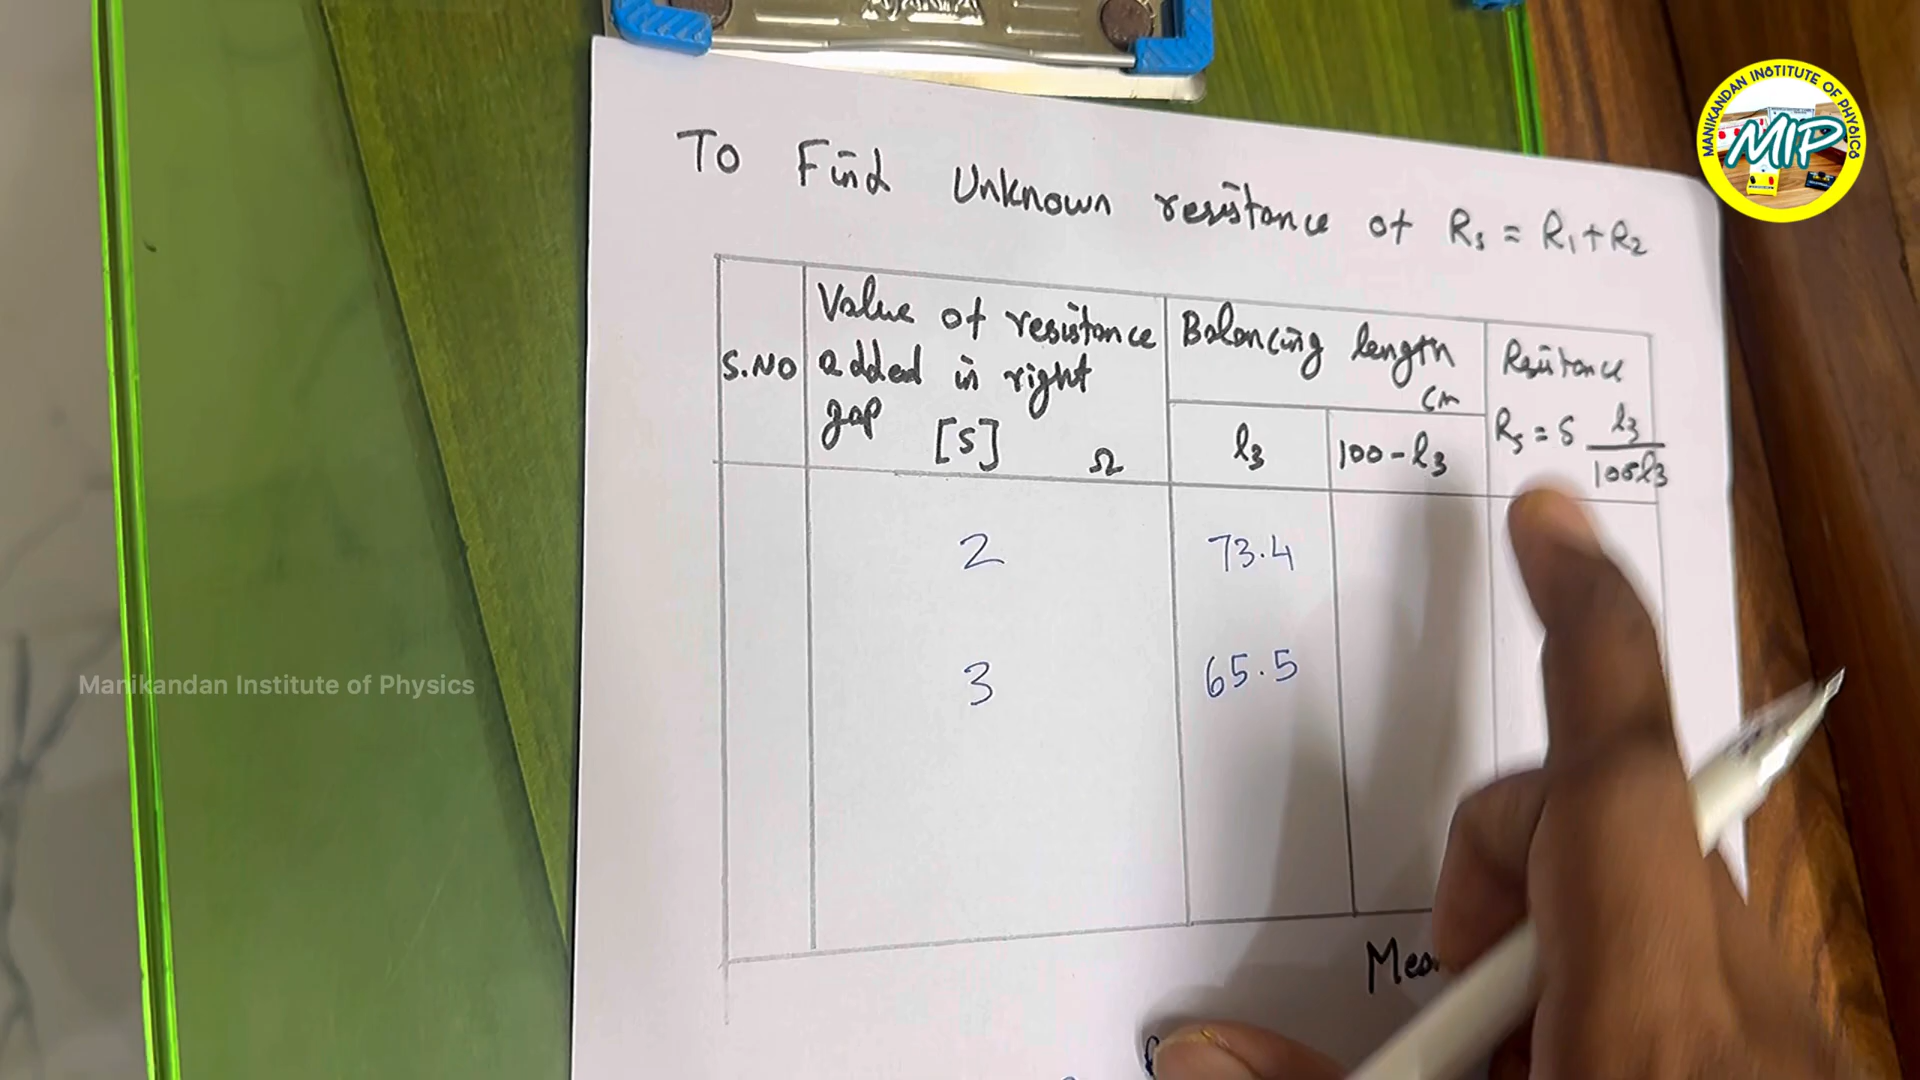 MANIKANDAN INSTITUTE OF PHYSICS
MIP
To Find Unknown resistance of Rs = R1+R2
S.NO
Value of resistance
added in right
gap [S] Ω
Balancing length
cm
l3
100-l3
Resistance
Rs = S l3
100-l3
2 73.4
3 65.5
Manikandan Institute of Physics